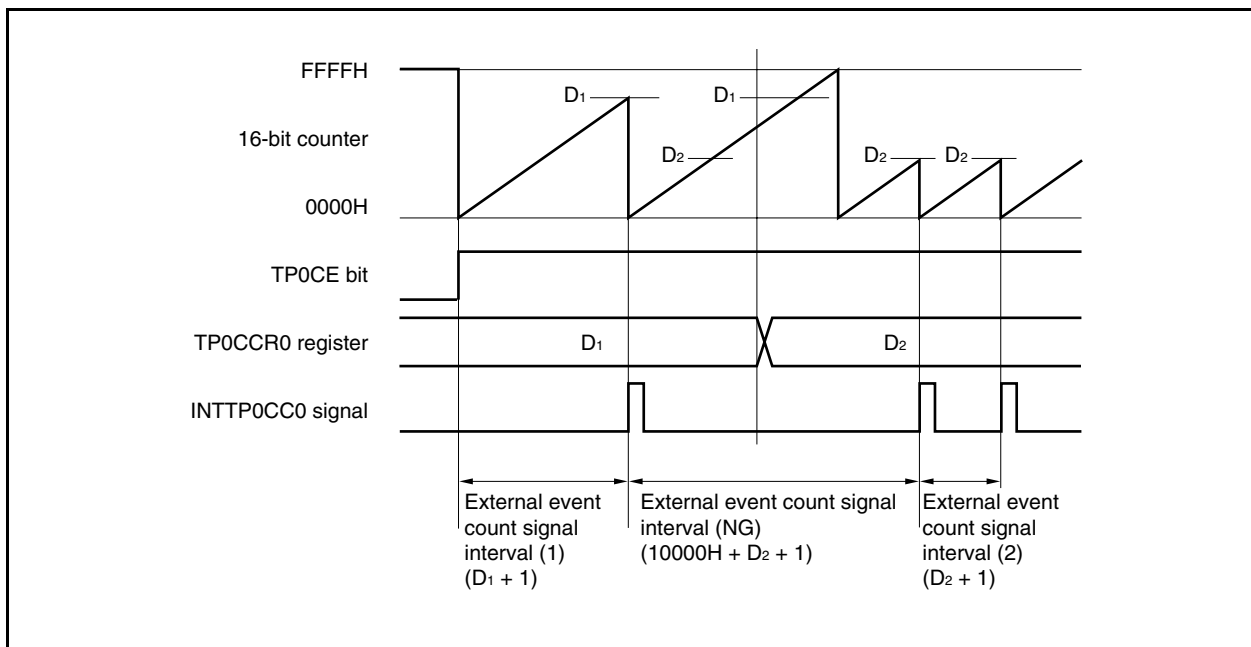 FFFFH
D1
D1
16-bit counter
D2
D2
D2
0000H
TP0CE bit
TP0CCR0 register
D1
D2
INTTP0CC0 signal
External event
count signal
interval (1)
(D1 + 1)
External event count signal
interval (NG)
(10000H + D2 + 1)
External event
count signal
interval (2)
(D2 + 1)